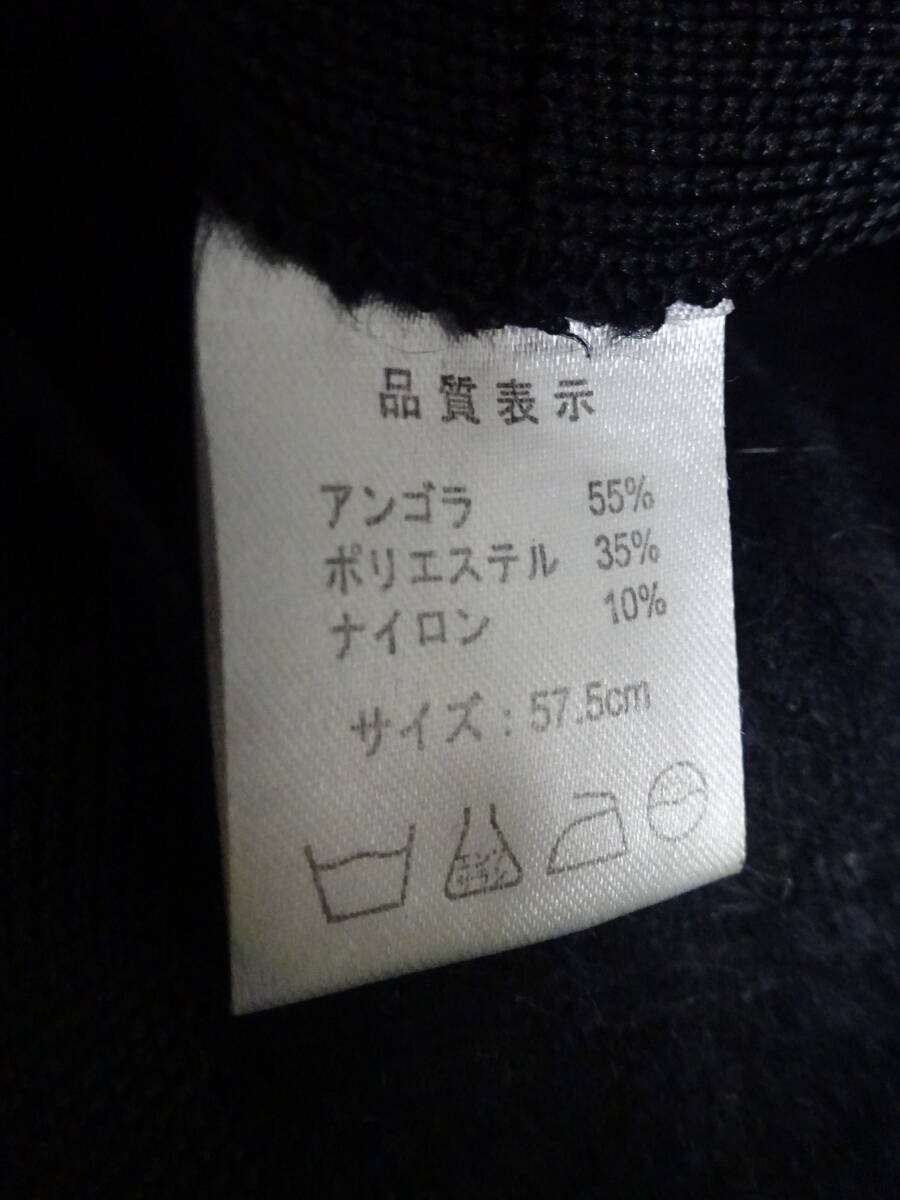 品質表示
アンゴラ 55%
ポリエステル 35%
ナイロン 10%
サイズ : 57.5cm